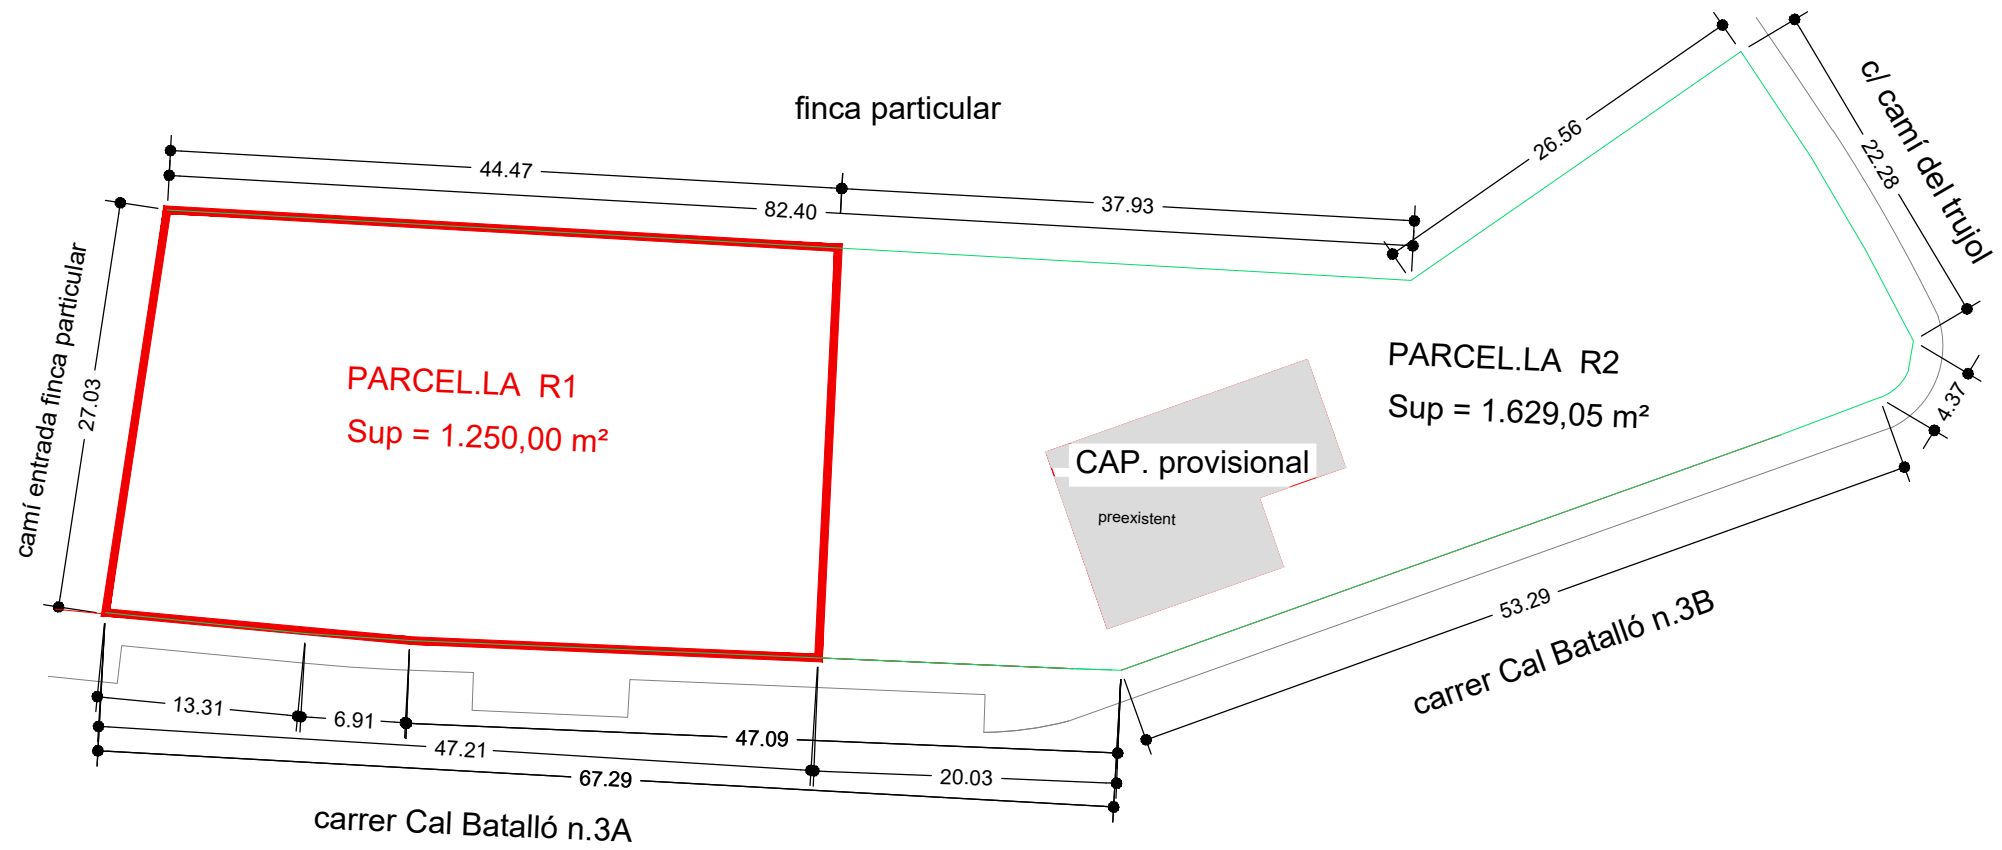 finca particular
26.56
c/ camí del trujol
22.28
44.47
82.40
37.93
camí entrada finca particular
27.03
PARCEL.LA R1
Sup = 1.250,00 m²
PARCEL.LA R2
Sup = 1.629,05 m²
4.37
CAP. provisional
preexistent
53.29
carrer Cal Batalló n.3B
13.31
6.91
47.09
47.21
20.03
67.29
carrer Cal Batalló n.3A